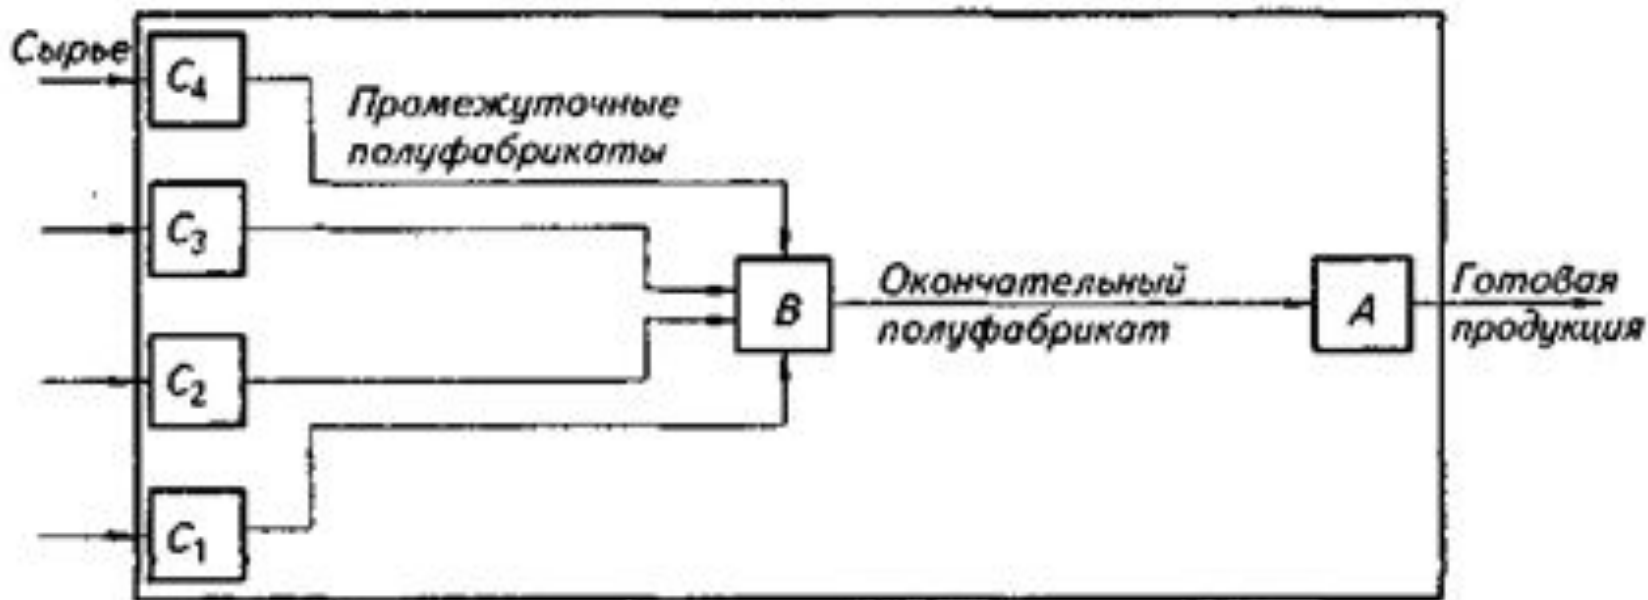 Сырье
C4
Промежуточные
полуфабрикаты
C3
B
Окончательный
полуфабрикат
A
Готовая
продукция
C2
C1